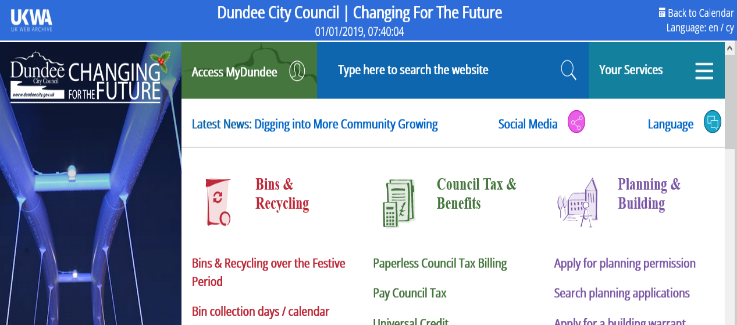 UKWA
UK WEB ARCHIVE
Dundee City Council | Changing For The Future
01/01/2019, 07:40:04
Back to Calendar
Language: en / cy
Dundee
City Council
www.dundeecity.gov.uk
CHANGING
FOR THE FUTURE
Access MyDundee
Type here to search the website
Your Services
Latest News: Digging into More Community Growing
Social Media
Language
Bins &
Recycling
Council Tax &
Benefits
Planning &
Building
Bins & Recycling over the Festive
Period
Bin collection days / calendar
Paperless Council Tax Billing
Pay Council Tax
Universal Credit
Apply for planning permission
Search planning applications
Apply for a building warrant